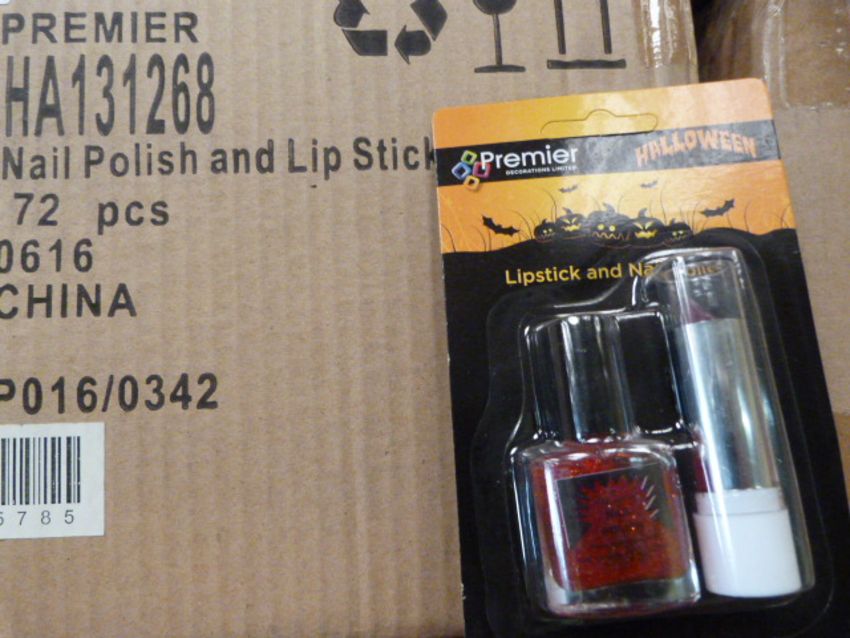 PREMIER
HA131268
Nail Polish and Lip Stick
72 pcs
0616
CHINA
P016/0342
5785
Premier
DECORATIONS LIMITED
HALLOWEEN
Lipstick and Nail